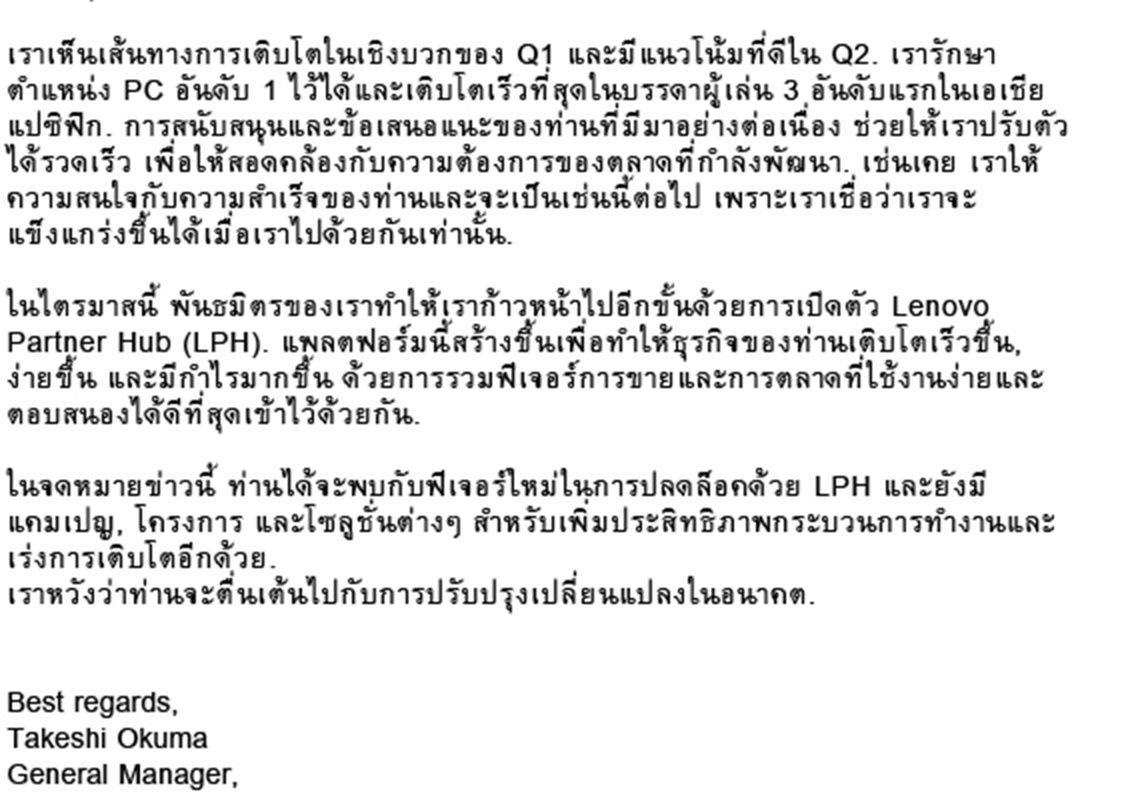 เราเห็นเส้นทางการเติบโตในเชิงบวกของ Q1 และมีแนวโน้มที่ดีใน Q2. เรารักษา
ตำแหน่ง PC อันดับ 1 ไว้ได้และเติบโตเร็วที่สุดในบรรดาผู้เล่น 3 อันดับแรกในเอเชีย
แปซิฟิก. การสนับสนุนและข้อเสนอแนะของท่านที่มีมาอย่างต่อเนื่อง ช่วยให้เราปรับตัว
ได้รวดเร็ว เพื่อให้สอดคล้องกับความต้องการของตลาดที่กำลังพัฒนา. เช่นเคย เราให้
ความสนใจกับความสำเร็จของท่านและจะเป็นเช่นนี้ต่อไป เพราะเราเชื่อว่าเราจะ
แข็งแกร่งขึ้นได้เมื่อเราไปด้วยกันเท่านั้น.
ในไตรมาสนี้ พันธมิตรของเราทำให้เราก้าวหน้าไปอีกขั้นด้วยการเปิดตัว Lenovo
Partner Hub (LPH). แพลตฟอร์มนี้สร้างขึ้นเพื่อทำให้ธุรกิจของท่านเติบโตเร็วขึ้น,
ง่ายขึ้น และมีกำไรมากขึ้น ด้วยการรวมฟีเจอร์การขายและการตลาดที่ใช้งานง่ายและ
ตอบสนองได้ดีที่สุดเข้าไว้ด้วยกัน.
ในจดหมายข่าวนี้ ท่านได้จะพบกับฟีเจอร์ใหม่ในการปลดล็อคด้วย LPH และยังมี
แคมเปญ, โครงการ และโซลูชั่นต่างๆ สำหรับเพิ่มประสิทธิภาพกระบวนการทำงานและ
เร่งการเติบโตอีกด้วย.
เราหวังว่าท่านจะตื่นเต้นไปกับการปรับปรุงเปลี่ยนแปลงในอนาคต.
Best regards,
Takeshi Okuma
General Manager,